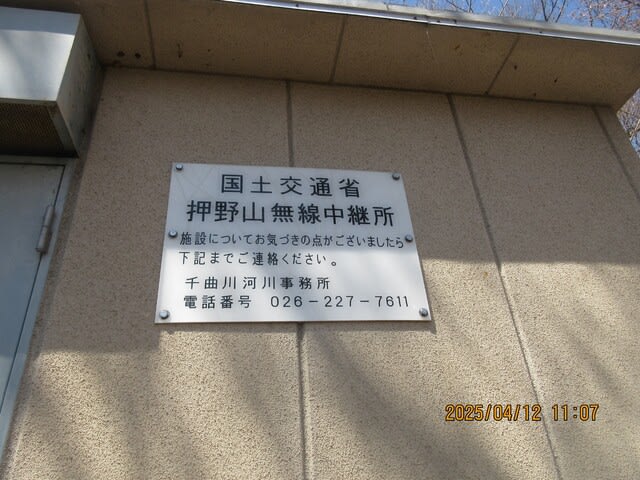 国土交通省
押野山無線中継所
施設についてお気づきの点がございましたら
下記までご連絡ください。
千曲川河川事務所
電話番号 026-227-7611
2025/04/12 11:07